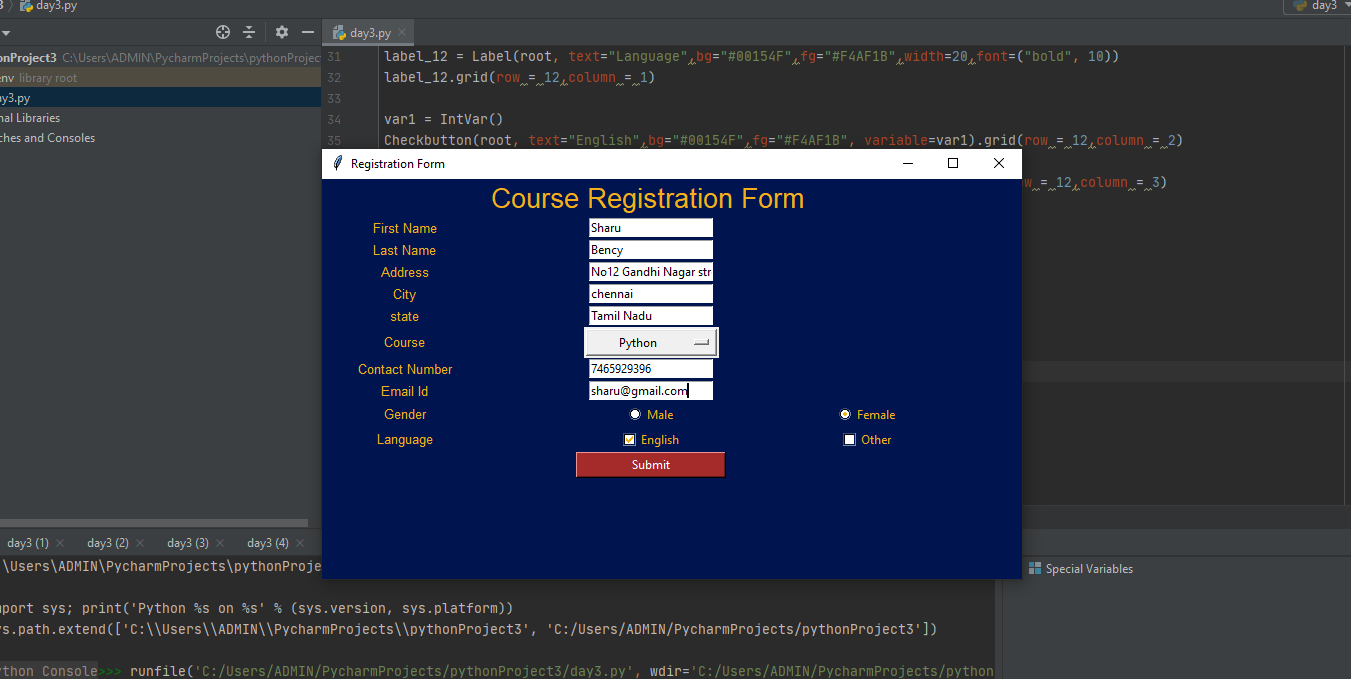 day3.py
day3
day3.py
onProject3 C:\Users\ADMIN\PycharmProjects\pythonProjec
env library root
ay3.py
nal Libraries
ches and Consoles
31 label_12 = Label(root, text="Language",bg="#00154F",fg="#F4AF1B",width=20,font=("bold", 10))
32 label_12.grid(row = 12,column = 1)
33
34 var1 = IntVar()
35 Checkbutton(root, text="English",bg="#00154F",fg="#F4AF1B", variable=var1).grid(row = 12,column = 2)
w = 12,column = 3)
Registration Form
Course Registration Form
First Name Sharu
Last Name Bency
Address No12 Gandhi Nagar str
City chennai
state Tamil Nadu
Course Python
Contact Number 7465929396
Email Id sharu@gmail.com
Gender Male Female
Language English Other
Submit
day3 (1) day3 (2) day3 (3) day3 (4)
\Users\ADMIN\PycharmProjects\pythonProje
Special Variables
port sys; print('Python %s on %s' % (sys.version, sys.platform))
s.path.extend(['C:\\Users\\ADMIN\\PycharmProjects\\pythonProject3', 'C:/Users/ADMIN/PycharmProjects/pythonProject3'])
thon Console>>> runfile('C:/Users/ADMIN/PycharmProjects/pythonProject3/day3.py', wdir='C:/Users/ADMIN/PycharmProjects/python